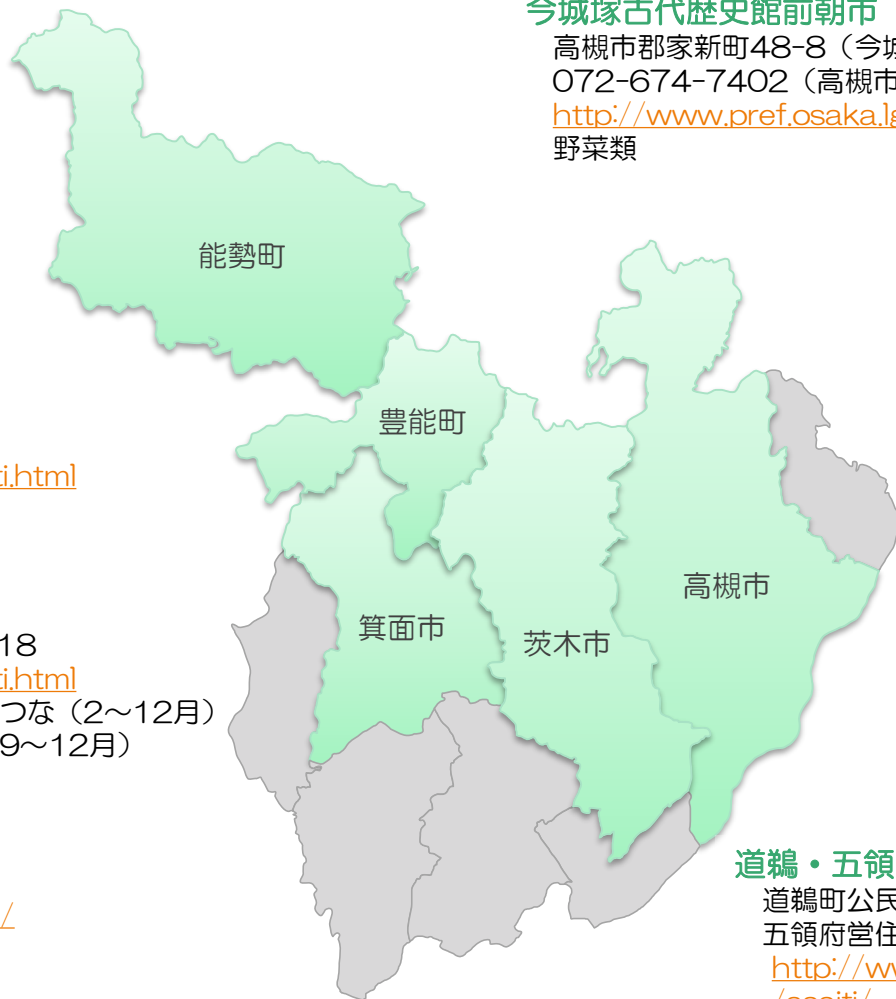 今城塚古代歴史館前朝市
高槻市郡家新町48-8（今城
072-674-7402（高槻市
http://www.pref.osaka.lg
野菜類
能勢町
豊能町
ti.html
高槻市
箕面市
茨木市
18
ti.html
つな（2～12月）
9～12月）
/
道鵜・五領
道鵜町公民
五領府営住
http://ww